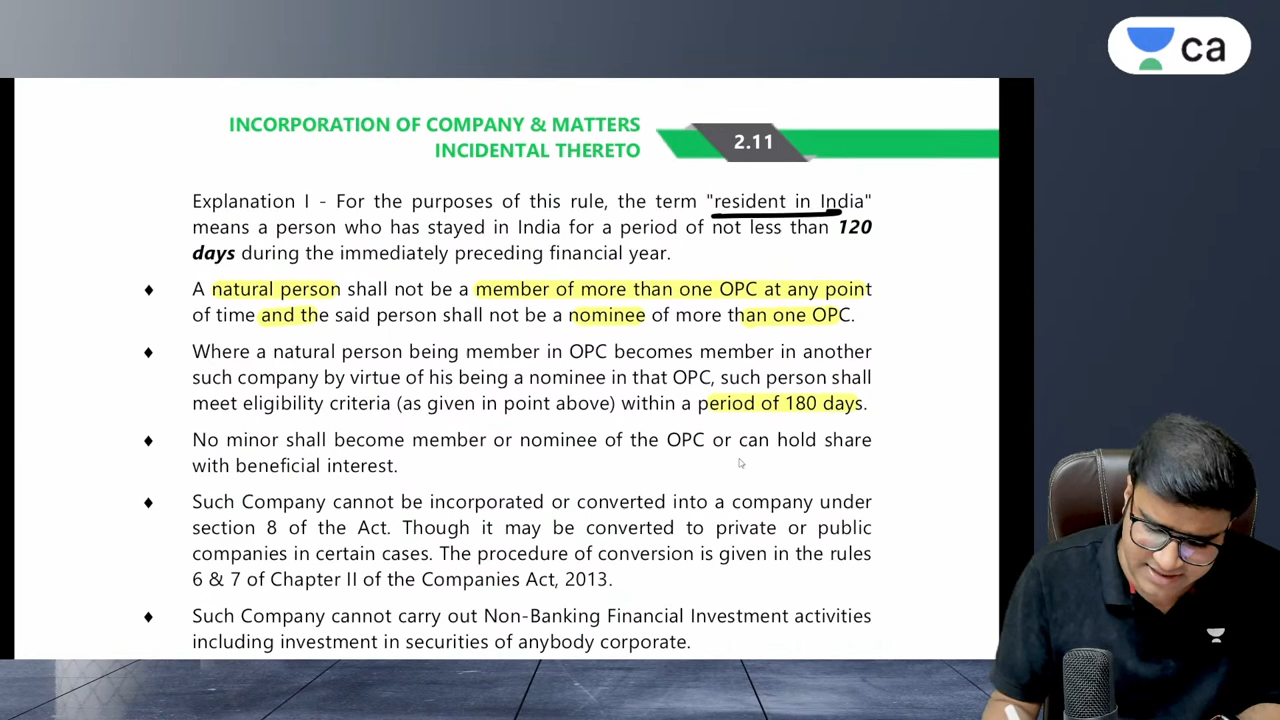 ca
INCORPORATION OF COMPANY & MATTERS
INCIDENTAL THERETO
2.11
Explanation I - For the purposes of this rule, the term "resident in India"
means a person who has stayed in India for a period of not less than 120
days during the immediately preceding financial year.
♦ A natural person shall not be a member of more than one OPC at any point
of time and the said person shall not be a nominee of more than one OPC.
♦ Where a natural person being member in OPC becomes member in another
such company by virtue of his being a nominee in that OPC, such person shall
meet eligibility criteria (as given in point above) within a period of 180 days.
♦ No minor shall become member or nominee of the OPC or can hold share
with beneficial interest.
♦ Such Company cannot be incorporated or converted into a company under
section 8 of the Act. Though it may be converted to private or public
companies in certain cases. The procedure of conversion is given in the rules
6 & 7 of Chapter II of the Companies Act, 2013.
♦ Such Company cannot carry out Non-Banking Financial Investment activities
including investment in securities of anybody corporate.